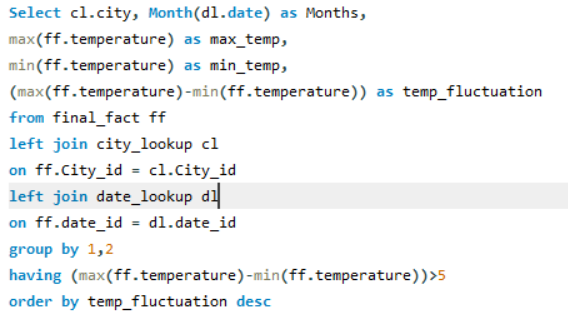 Select cl.city, Month(dl.date) as Months,
max(ff.temperature) as max_temp,
min(ff.temperature) as min_temp,
(max(ff.temperature)-min(ff.temperature)) as temp_fluctuation
from final_fact ff
left join city_lookup cl
on ff.City_id = cl.City_id
left join date_lookup dl
on ff.date_id = dl.date_id
group by 1,2
having (max(ff.temperature)-min(ff.temperature))>5
order by temp_fluctuation desc